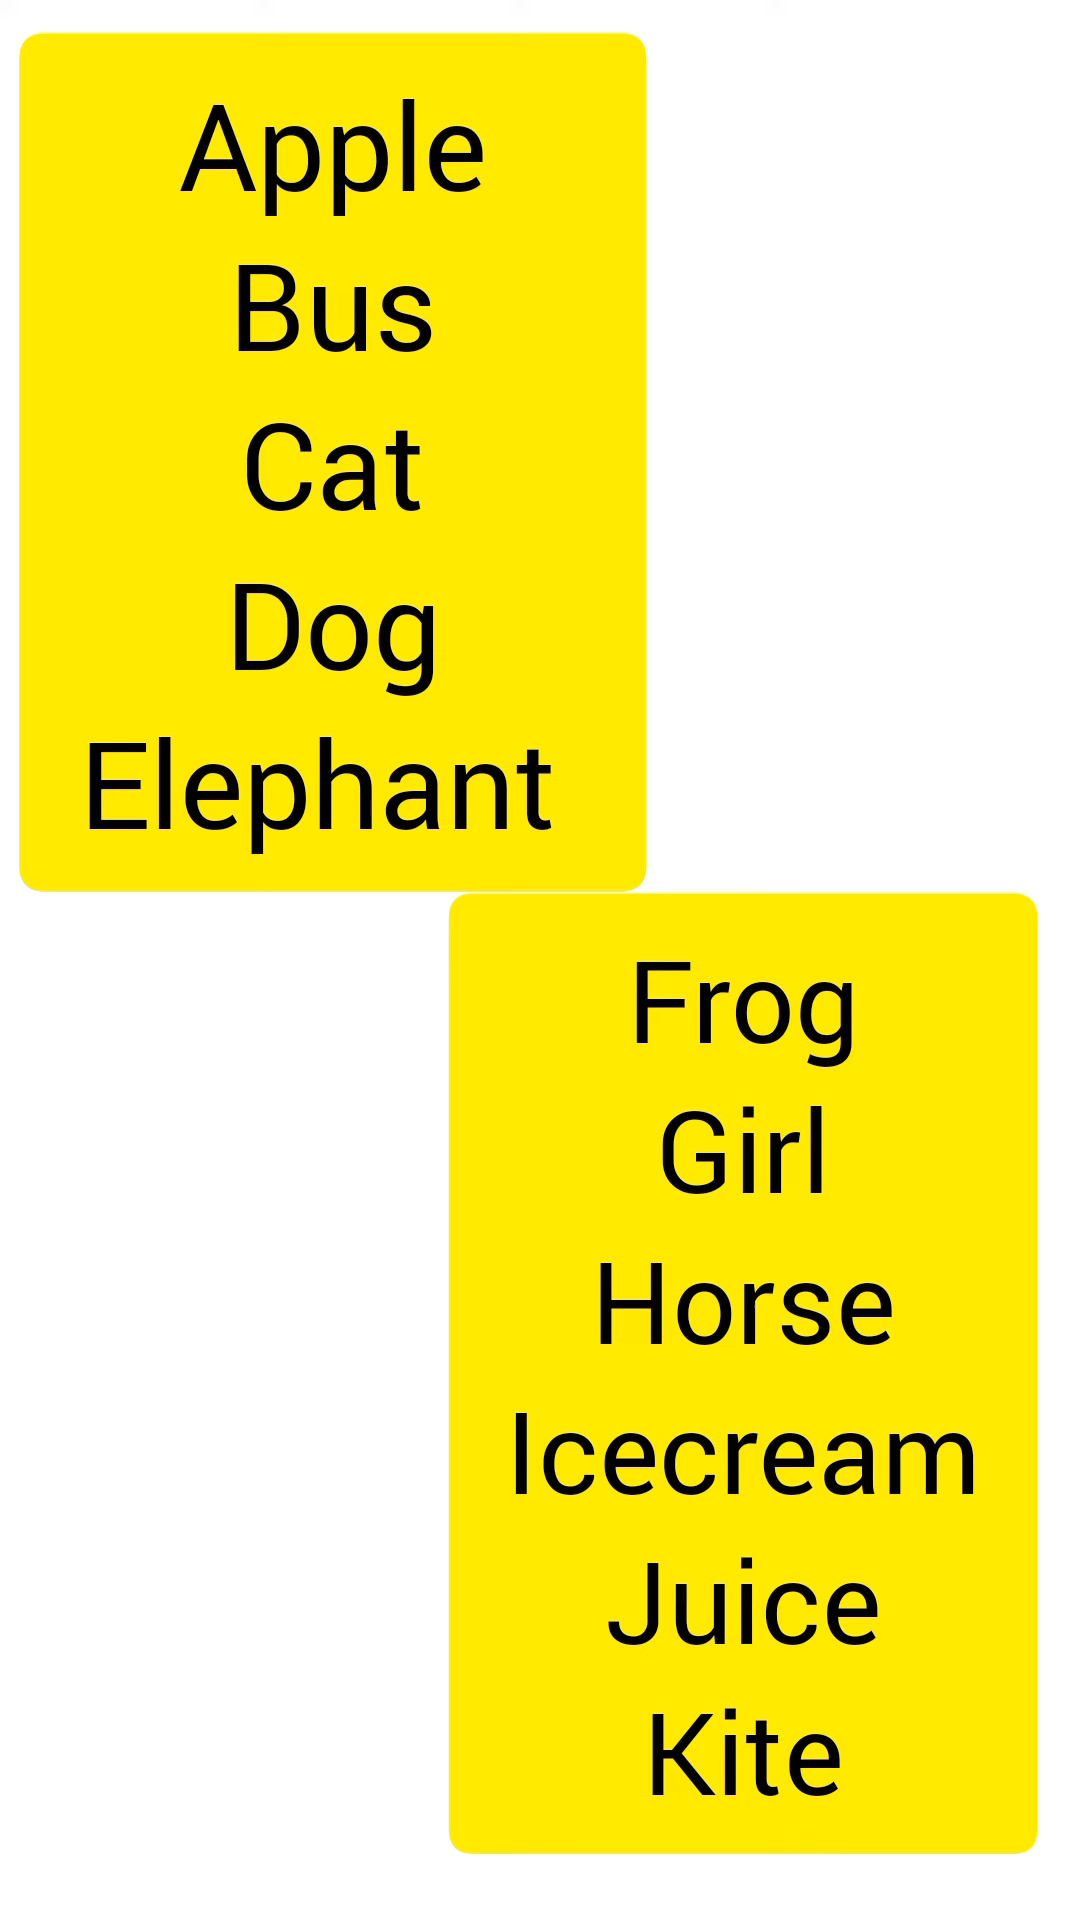 Apple
Bus
Cat
Dog
Elephant
Frog
Girl
Horse
Icecream
Juice
Kite